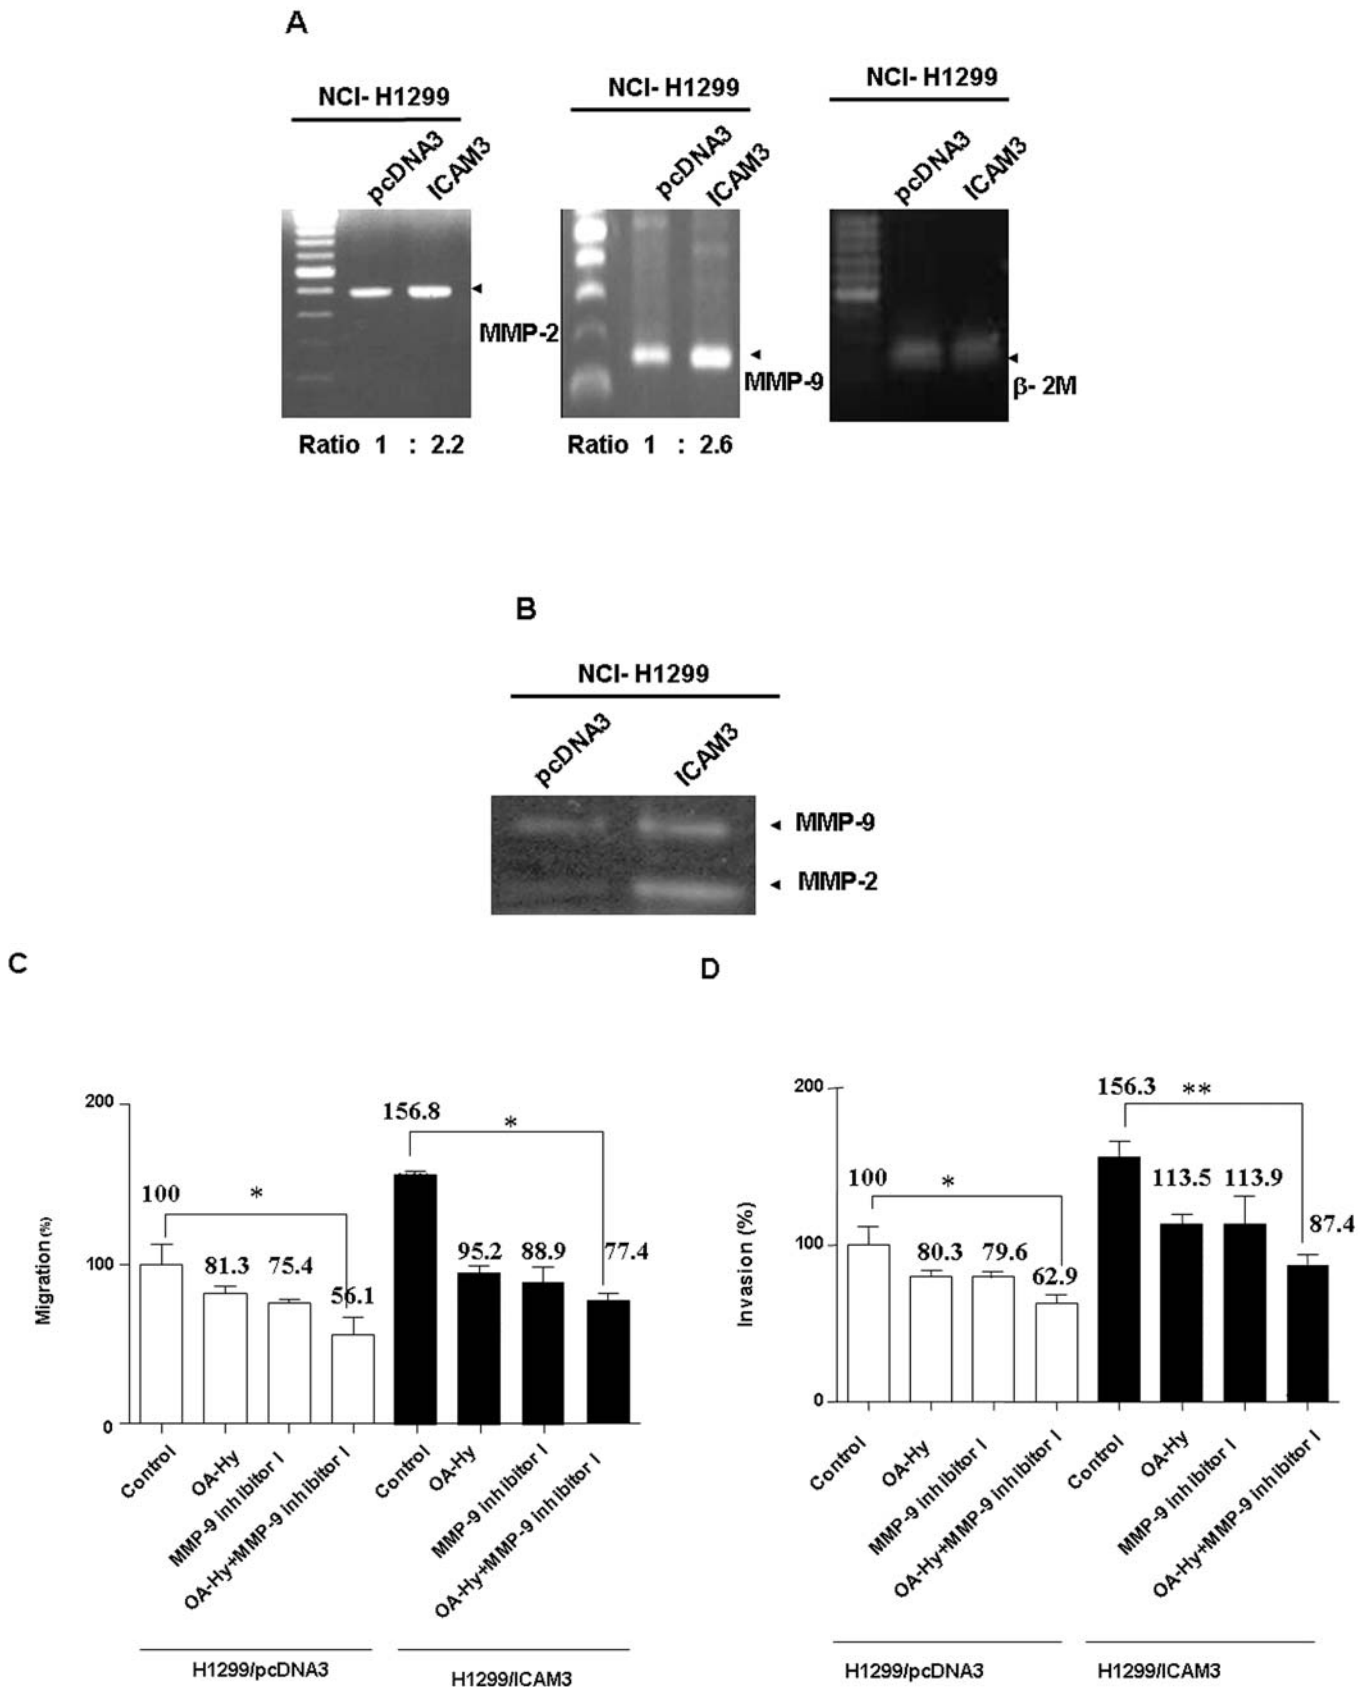 A
NCI- H1299
pcDNA3
ICAM3
MMP-2
Ratio 1 : 2.2
NCI- H1299
pcDNA3
ICAM3
MMP-9
Ratio 1 : 2.6
NCI- H1299
pcDNA3
ICAM3
β- 2M
B
NCI- H1299
pcDNA3
ICAM3
MMP-9
MMP-2
C
Migration (%)
200
100
0
100
*
81.3
75.4
56.1
156.8
*
95.2
88.9
77.4
Control
OA-Hy
MMP-9 inhibitor I
OA-Hy+MMP-9 inhibitor I
Control
OA-Hy
MMP-9 inhibitor I
OA-Hy+MMP-9 inhibitor I
H1299/pcDNA3
H1299/ICAM3
D
Invasion (%)
200
100
0
100
*
80.3
79.6
62.9
156.3
**
113.5
113.9
87.4
Control
OA-Hy
MMP-9 inhibitor I
OA-Hy+MMP-9 inhibitor I
Control
OA-Hy
MMP-9 inhibitor I
OA-Hy+MMP-9 inhibitor I
H1299/pcDNA3
H1299/ICAM3